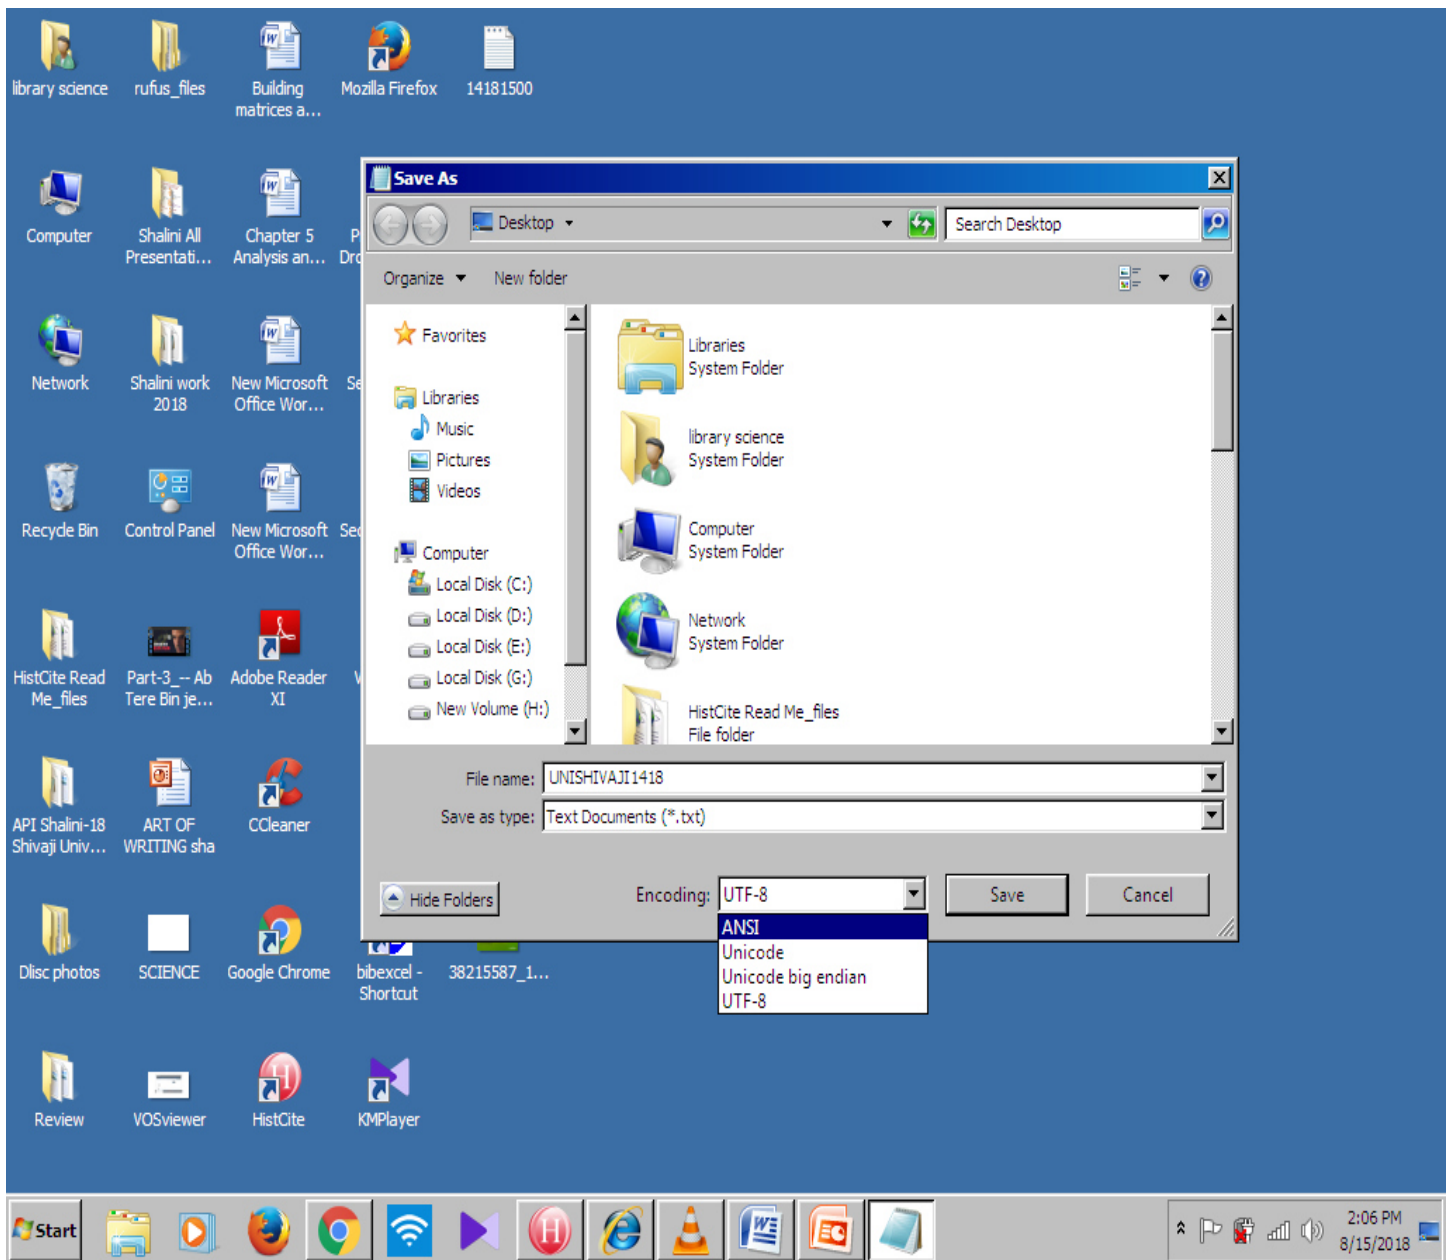 library science
rufus_files
Building
matrices a...
Mozilla Firefox
14181500
Computer
Shalini All
Presentati...
Chapter 5
Analysis an...
Network
Shalini work
2018
New Microsoft
Office Wor...
Recycle Bin
Control Panel
New Microsoft
Office Wor...
HistCite Read
Me_files
Part-3_-- Ab
Tere Bin je...
Adobe Reader
XI
API Shalini-18
Shivaji Univ...
ART OF
WRITING sha
CCleaner
Dlisc photos
SCIENCE
Google Chrome
bibexcel -
Shortcut
38215587_1...
Review
VOSviewer
HistCite
KMPlayer
Save As
Desktop
Search Desktop
Organize
New folder
Favorites
Libraries
Music
Pictures
Videos
Computer
Local Disk (C:)
Local Disk (D:)
Local Disk (E:)
Local Disk (G:)
New Volume (H:)
Libraries
System Folder
library science
System Folder
Computer
System Folder
Network
System Folder
HistCite Read Me_files
File folder
File name: UNISHIVAJI1418
Save as type: Text Documents (*.txt)
Hide Folders
Encoding: UTF-8
Save
Cancel
ANSI
Unicode
Unicode big endian
UTF-8
Start
2:06 PM
8/15/2018